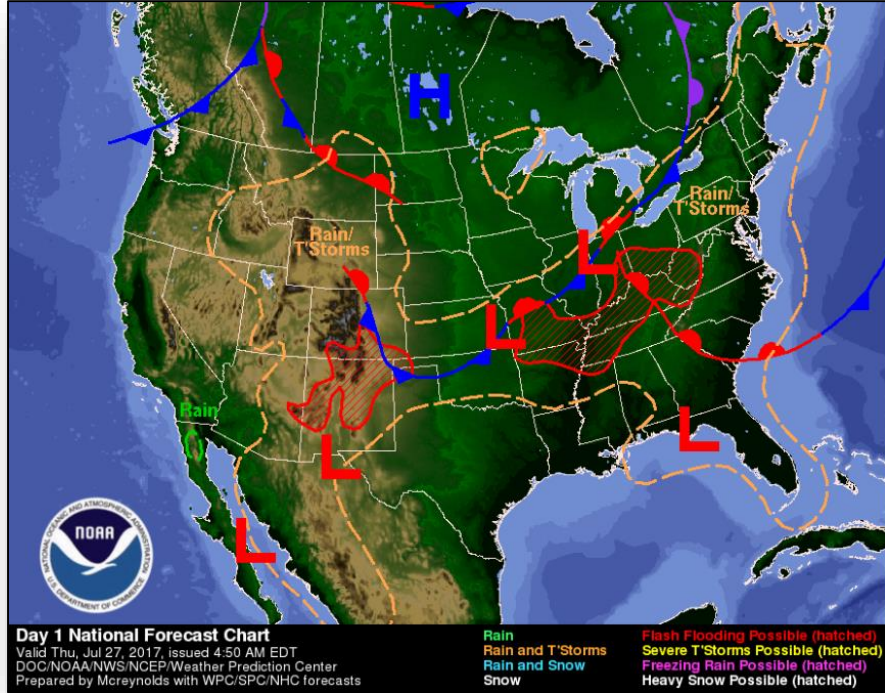 H
Rain/
T'Storms
Rain/
T'Storms
L
L
Rain
L
L
L
NATIONAL OCEANIC AND ATMOSPHERIC ADMINISTRATION
NOAA
U.S. DEPARTMENT OF COMMERCE
Day 1 National Forecast Chart
Valid Thu, Jul 27, 2017, issued 4:50 AM EDT
DOC/NOAA/NWS/NCEP/Weather Prediction Center
Prepared by Mcreynolds with WPC/SPC/NHC forecasts
Rain
Rain and T'Storms
Rain and Snow
Snow
Flash Flooding Possible (hatched)
Severe T'Storms Possible (hatched)
Freezing Rain Possible (hatched)
Heavy Snow Possible (hatched)